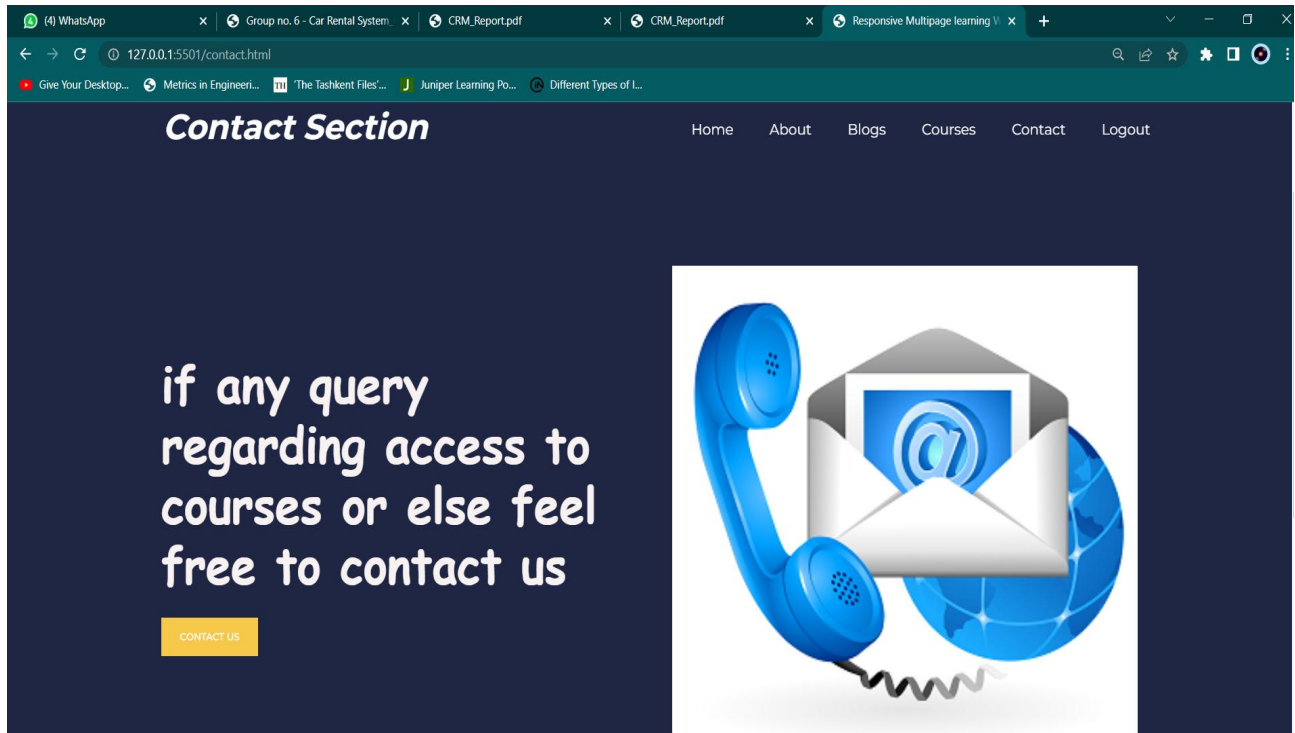 (4) WhatsApp
Group no. 6 - Car Rental System_
CRM_Report.pdf
CRM_Report.pdf
Responsive Multipage learning W
127.0.0.1:5501/contact.html
Give Your Desktop...
Metrics in Engineeri...
TH
'The Tashkent Files'...
J
Juniper Learning Po...
iN
Different Types of I...
Contact Section
Home
About
Blogs
Courses
Contact
Logout
if any query
regarding access to
courses or else feel
free to contact us
@
CONTACT US